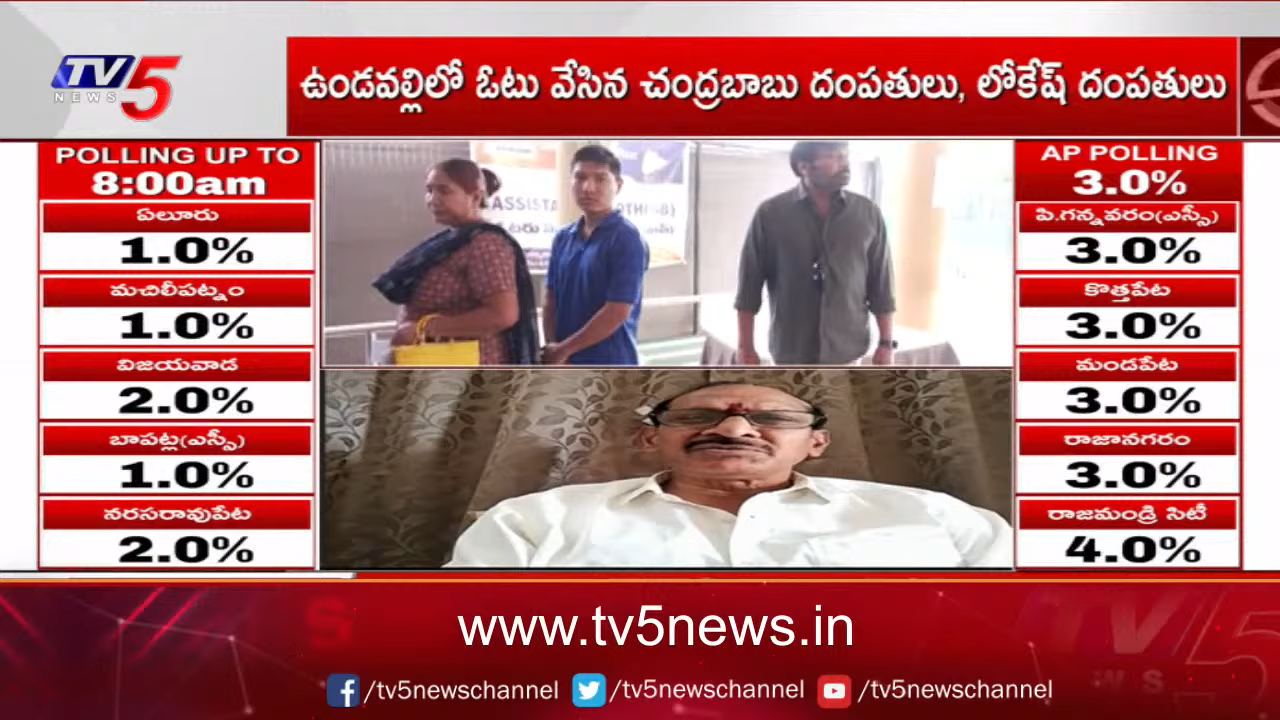 TV5
NEWS
ఉండవల్లిలో ఓటు వేసిన చంద్రబాబు దంపతులు, లోకేష్ దంపతులు
POLLING UP TO
8:00am
ఏలూరు
1.0%
మచిలీపట్నం
1.0%
విజయవాడ
2.0%
బాపట్ల(ఎస్సీ)
1.0%
నరసరావుపేట
2.0%
ASSISTA
AP POLLING
3.0%
పి.గన్నవరం(ఎస్సీ)
3.0%
కొత్తపేట
3.0%
మండపేట
3.0%
రాజానగరం
3.0%
రాజమండ్రి సిటీ
4.0%
www.tv5news.in
/tv5newschannel
/tv5newschannel
/tv5newschannel